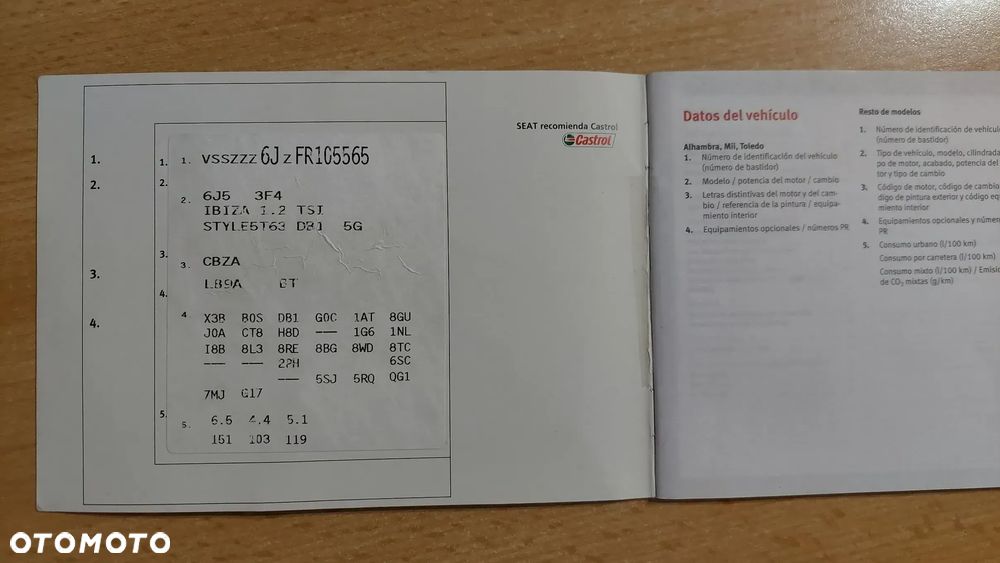 1.
2.
3.
4.
1.
2.
3.
4.
5.
1. VSSZZZ 6J Z FR105565
2. 6J5 3F4
IBIZA 1.2 TSI
STYLE5T63 DB1 5G
3. CBZA
L89A
4. X3B B0S DB1 G0C 1AT 8GU
J0A CT8 H8D --- 1G6 1NL
I8B 8L3 8RE 8BG 8WD 8TC
--- --- 2PH 6SC
--- 5SJ 5RQ QG1
7MJ G17
5. 6.5 4.4 5.1
151 103 119
SEAT recomienda Castrol
Castrol
Datos del vehículo
Alhambra, Mii, Toledo
1. Número de identificación del vehículo
(número de bastidor)
2. Modelo / potencia del motor / cambio
3. Letras distintivas del motor y del cam-
bio / referencia de la pintura / equipa-
miento interior
4. Equipamientos opcionales / números PR
Resto de modelos
1. Número de identificación de vehícul
(número de bastidor)
2. Tipo de vehículo, modelo, cilindrada
po de motor, acabado, potencia del
tor y tipo de cambio
3. Código de motor, código de cambio
digo de pintura exterior y código eq
miento interior
4. Equipamientos opcionales y númer
PR
5. Consumo urbano (l/100 km)
Consumo por carretera (l/100 km)
Consumo mixto (l/100 km) / Emisio
de CO₂ mixtas (g/km)
OTOMOTO